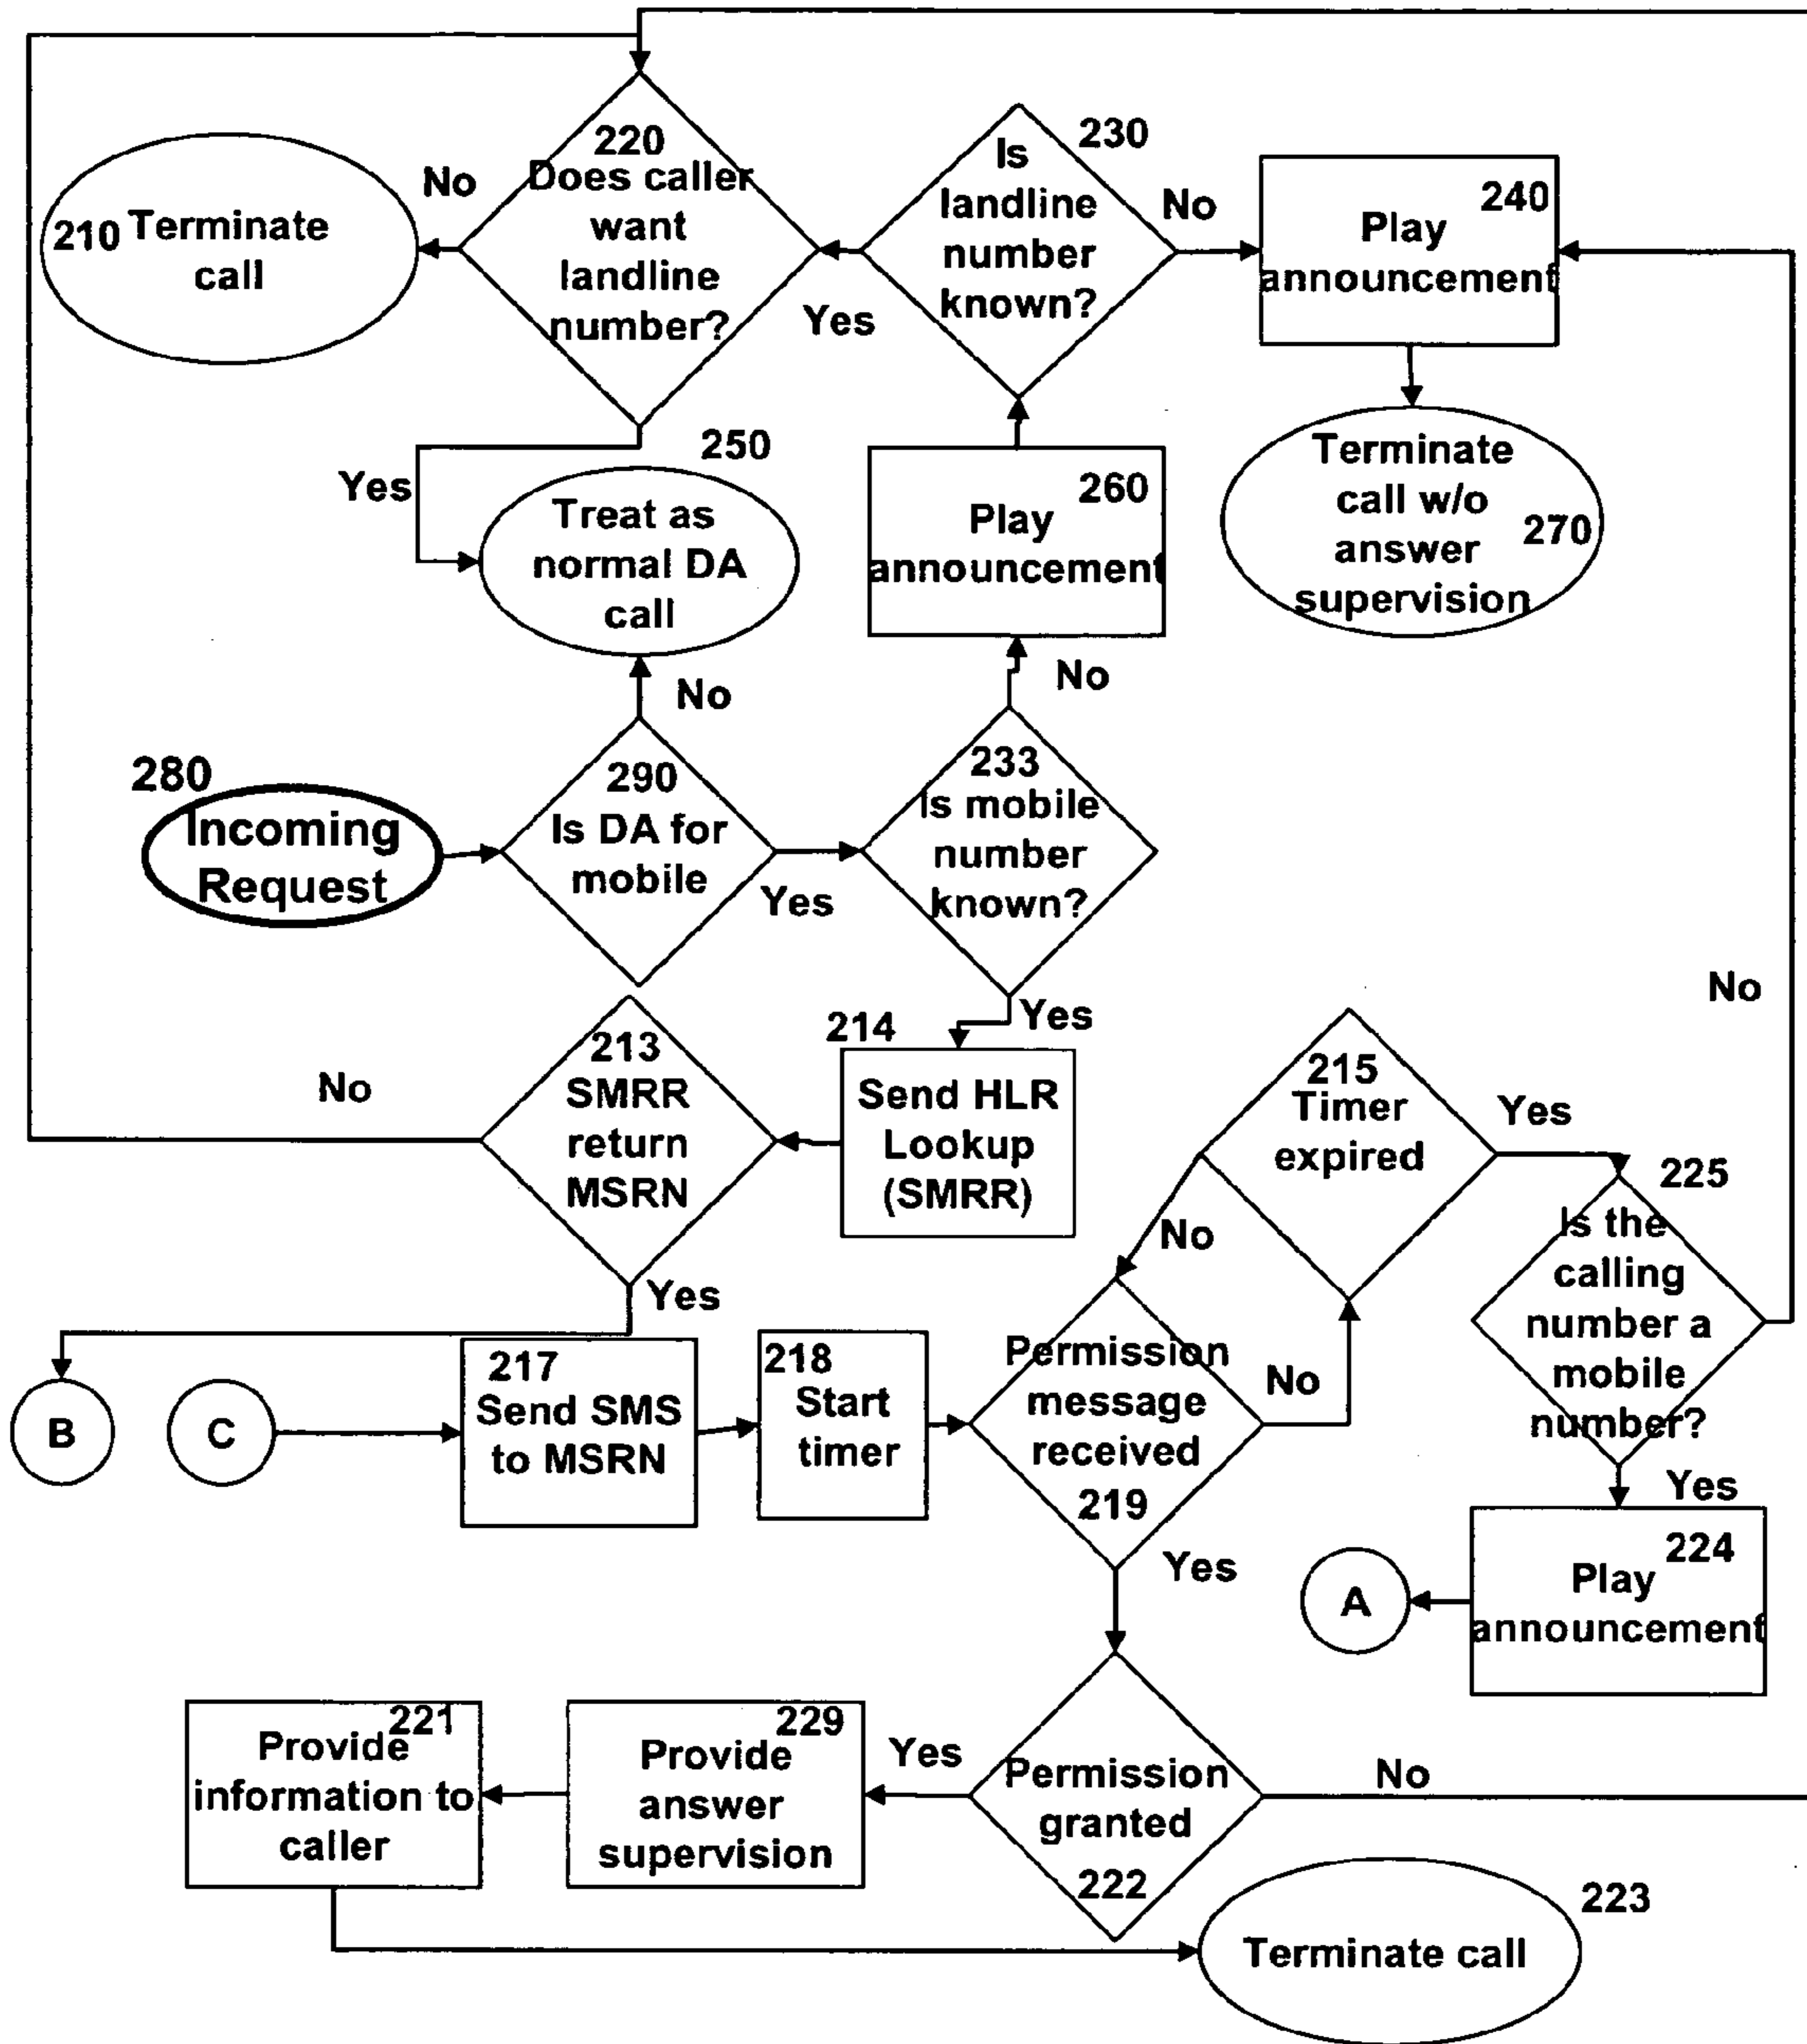 220
Does caller
want
landline
number?
No
210 Terminate
call
230
Is
landline
number
known?
No
Yes
240
Play
announcement
Yes
250
Treat as
normal DA
call
260
Play
announcement
Terminate
call w/o
answer
supervision
270
No
No
280
Incoming
Request
290
Is DA for
mobile
Yes
233
Is mobile
number
known?
Yes
No
213
SMRR
return
MSRN
No
Yes
214
Send HLR
Lookup
(SMRR)
215
Timer
expired
Yes
No
225
Is the
calling
number a
mobile
number?
Yes
B
C
217
Send SMS
to MSRN
218
Start
timer
Permission
message
received
219
No
Yes
224
Play
announcement
A
221
Provide
information to
caller
229
Provide
answer
supervision
Yes
Permission
granted
222
No
223
Terminate call